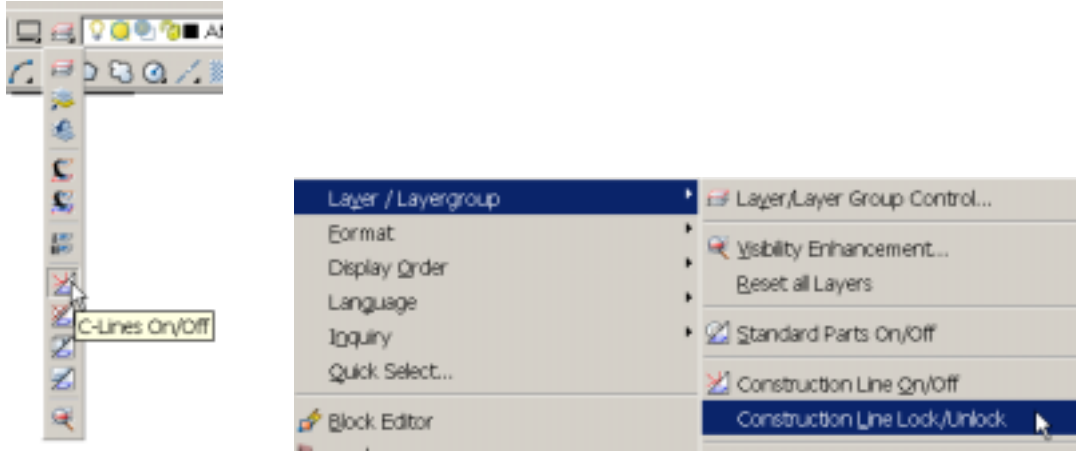 C-Lines On/Off
Layer / Layergroup
Format
Display Order
Language
Inquiry
Quick Select...
Block Editor
Layer/Layer Group Control...
Visibility Enhancement...
Reset all Layers
Standard Parts On/Off
Construction Line On/Off
Construction Line Lock/Unlock